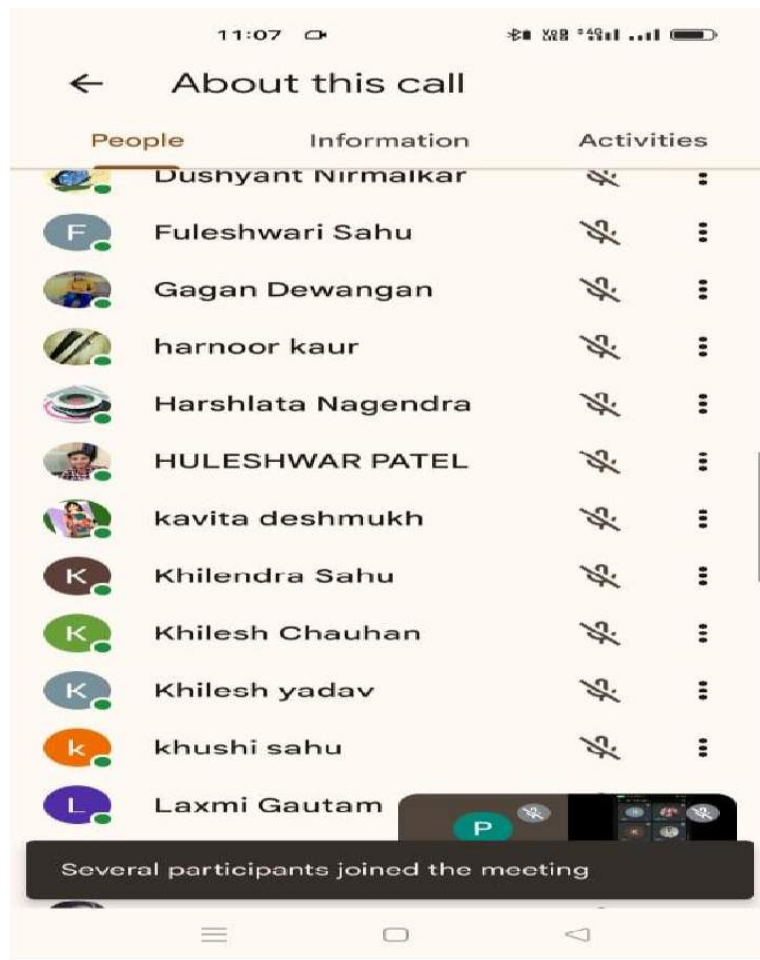 11:07
About this call
People Information Activities
Dushyant Nirmalkar
F Fuleshwari Sahu
Gagan Dewangan
harnoor kaur
Harshlata Nagendra
HULESHWAR PATEL
kavita deshmukh
K Khilendra Sahu
K Khilesh Chauhan
K Khilesh yadav
k khushi sahu
L Laxmi Gautam
P
Several participants joined the meeting